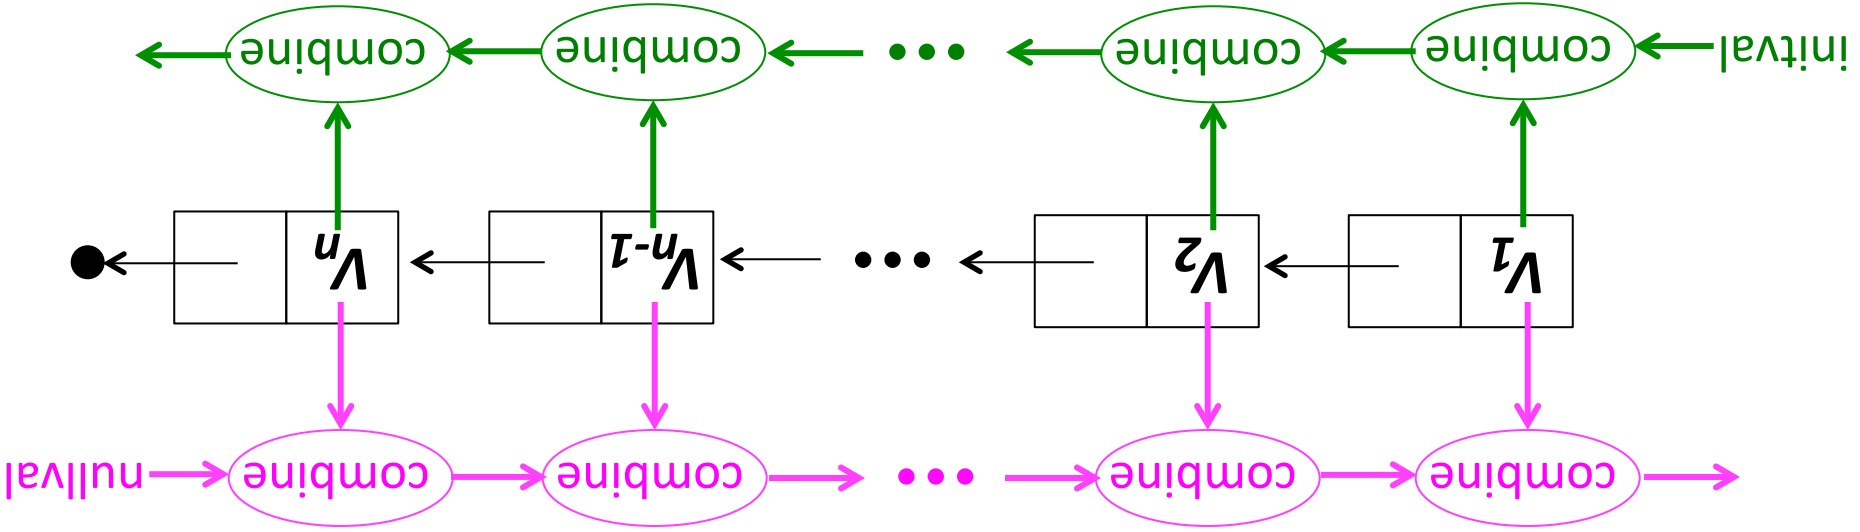 combine combine ••• combine combine nullval
V1 V2 ••• Vn-1 Vn
initval combine combine ••• combine combine